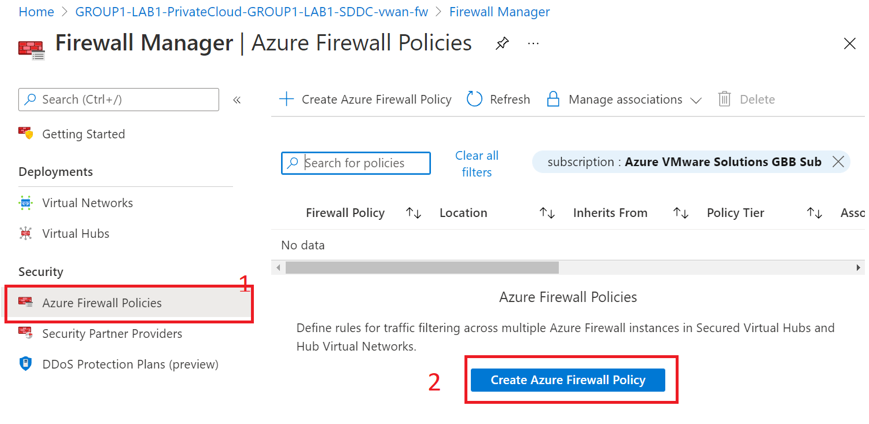 Home > GROUP1-LAB1-PrivateCloud-GROUP1-LAB1-SDDC-vwan-fw > Firewall Manager
Firewall Manager | Azure Firewall Policies
Search (Ctrl+/)
Getting Started
Deployments
Virtual Networks
Virtual Hubs
Security
1
Azure Firewall Policies
Security Partner Providers
DDoS Protection Plans (preview)
Create Azure Firewall Policy Refresh Manage associations Delete
Search for policies
Clear all
filters
subscription : Azure VMware Solutions GBB Sub
Firewall Policy Location Inherits From Policy Tier Asso
No data
Azure Firewall Policies
Define rules for traffic filtering across multiple Azure Firewall instances in Secured Virtual Hubs and
Hub Virtual Networks.
2
Create Azure Firewall Policy